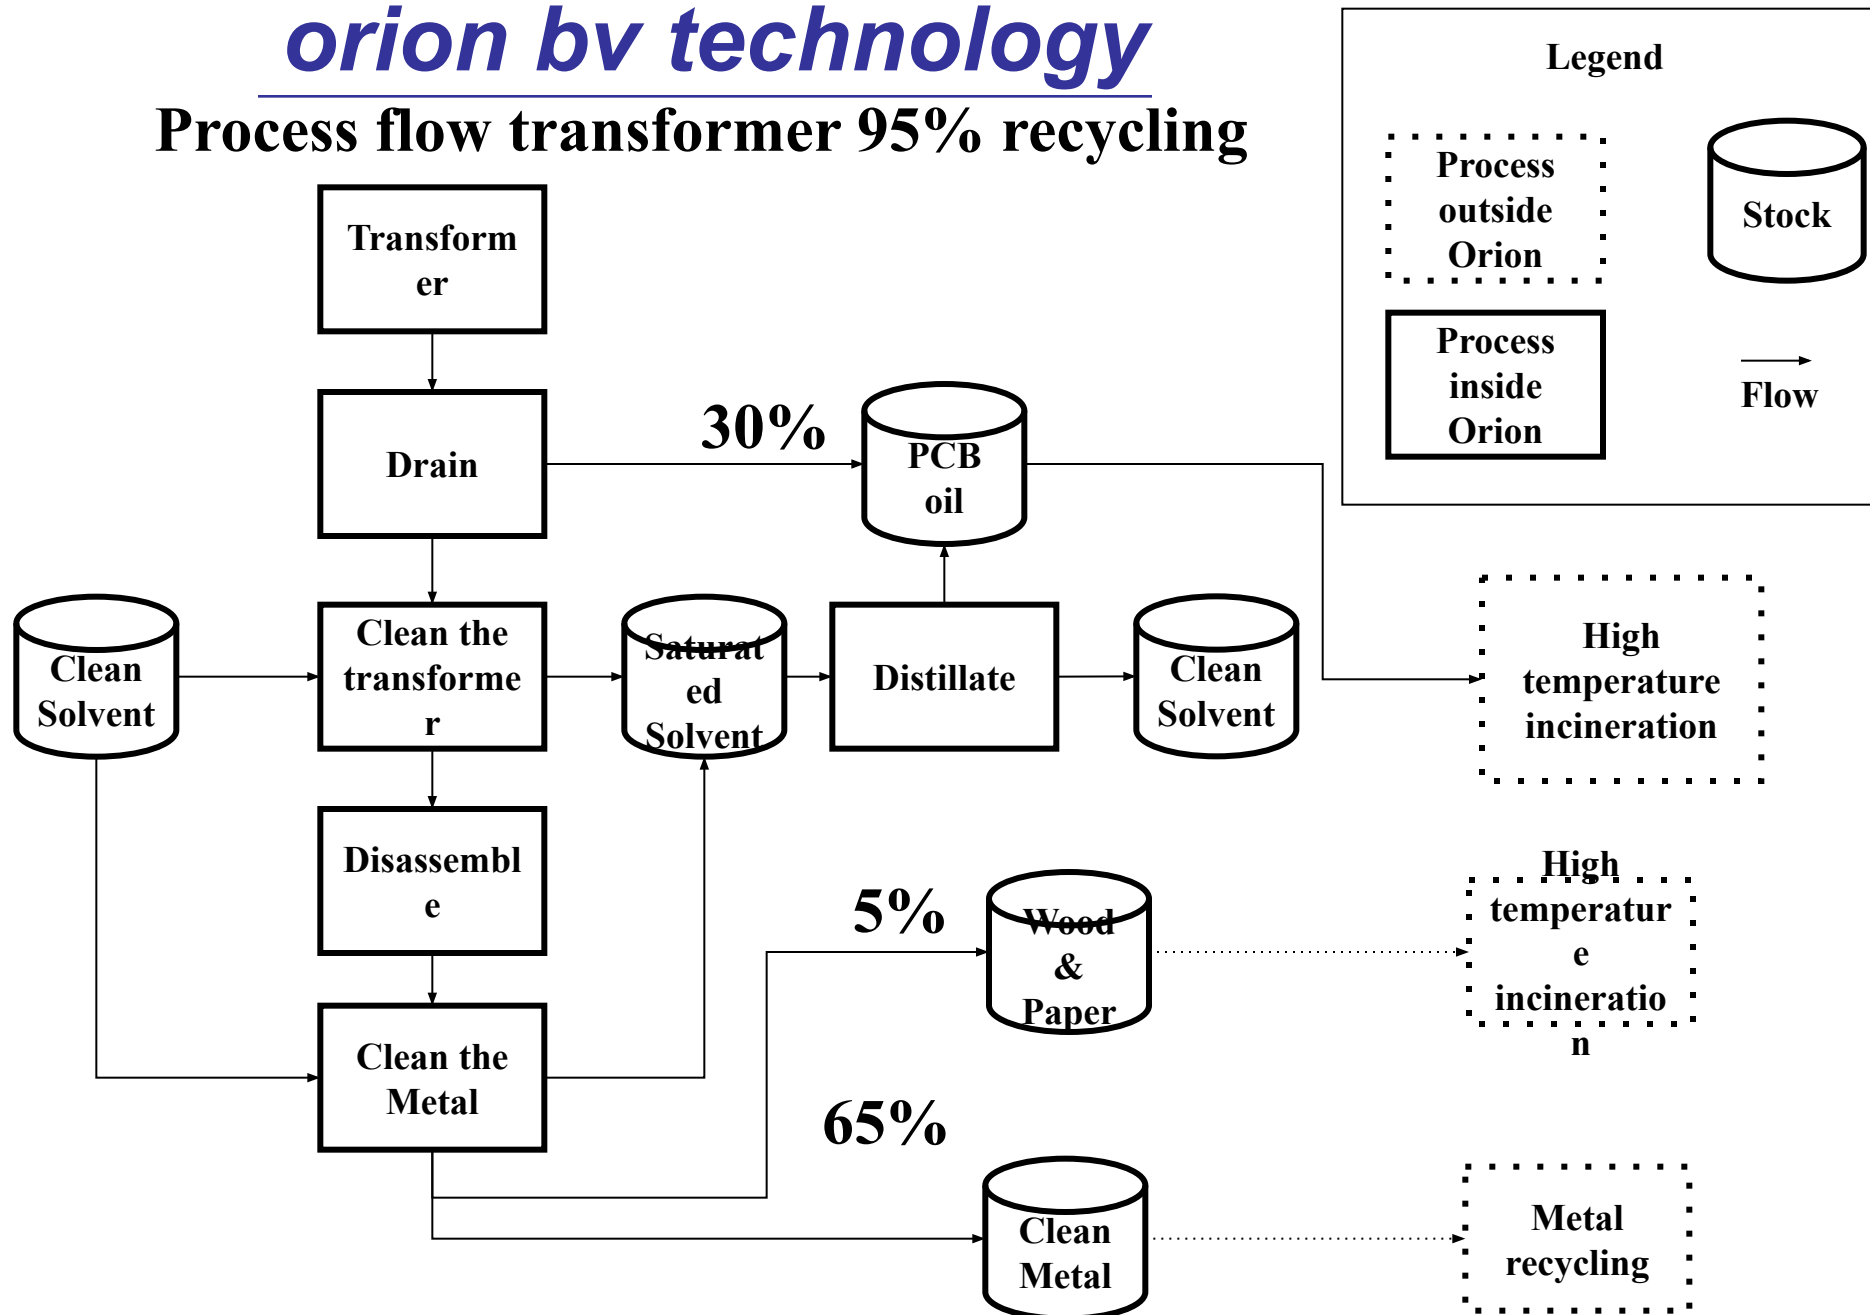 orion bv technology
Process flow transformer 95% recycling
Legend
Process
outside
Orion
Stock
Process
inside
Orion
Flow
Transform
er
Drain
30%
PCB
oil
Clean
Solvent
Clean the
transforme
r
Saturat
ed
Solvent
Distillate
Clean
Solvent
High
temperature
incineration
Disassembl
e
5%
Wood
&
Paper
High
temperatur
e
incineratio
n
Clean the
Metal
65%
Clean
Metal
Metal
recycling